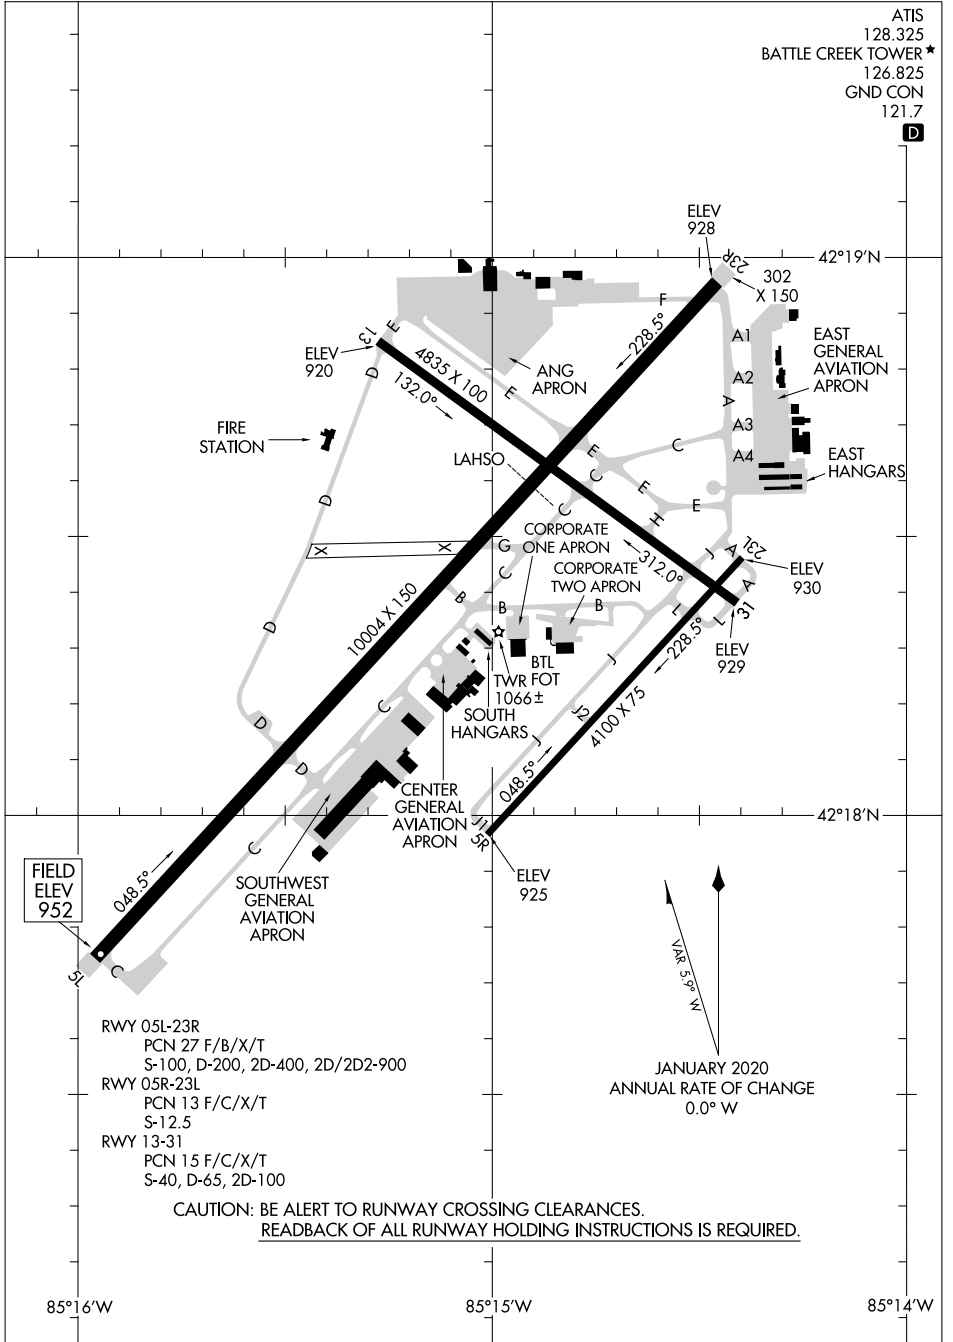 ATIS
128.325
BATTLE CREEK TOWER ★
126.825
GND CON
121.7
D
ELEV
928
23R
42°19'N
302
X 150
F
E
13
ELEV
920
4835 X 100
132.0°
228.5°
A1
EAST
GENERAL
AVIATION
APRON
D
ANG
APRON
A2
E
A
FIRE
STATION
A3
C
E
A4
EAST
HANGARS
LAHSO
C
E
D
C
E
H
CORPORATE
ONE APRON
X
X
G
312.0°
J
A
23L
ELEV
930
C
CORPORATE
TWO APRON
A
B
B
B
L
L
31
10004 X 150
D
228.5°
ELEV
929
J
BTL
FOT
TWR
1066±
C
SOUTH
HANGARS
J2
4100 X 75
D
J
D
048.5°
CENTER
GENERAL
AVIATION
APRON
42°18'N
J1
5R
C
FIELD
ELEV
952
048.5°
ELEV
925
SOUTHWEST
GENERAL
AVIATION
APRON
5L
C
VAR 5.9° W
RWY 05L-23R
PCN 27 F/B/X/T
S-100, D-200, 2D-400, 2D/2D2-900
RWY 05R-23L
PCN 13 F/C/X/T
S-12.5
RWY 13-31
PCN 15 F/C/X/T
S-40, D-65, 2D-100
JANUARY 2020
ANNUAL RATE OF CHANGE
0.0° W
CAUTION: BE ALERT TO RUNWAY CROSSING CLEARANCES.
READBACK OF ALL RUNWAY HOLDING INSTRUCTIONS IS REQUIRED.
85°16'W
85°15'W
85°14'W